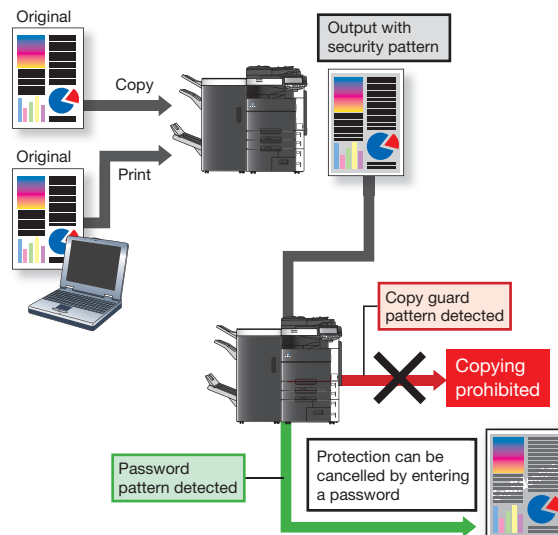 Original
Copy
Output with
security pattern
Original
Print
Copy guard
pattern detected
Copying
prohibited
Password
pattern detected
Protection can be
cancelled by entering
a password